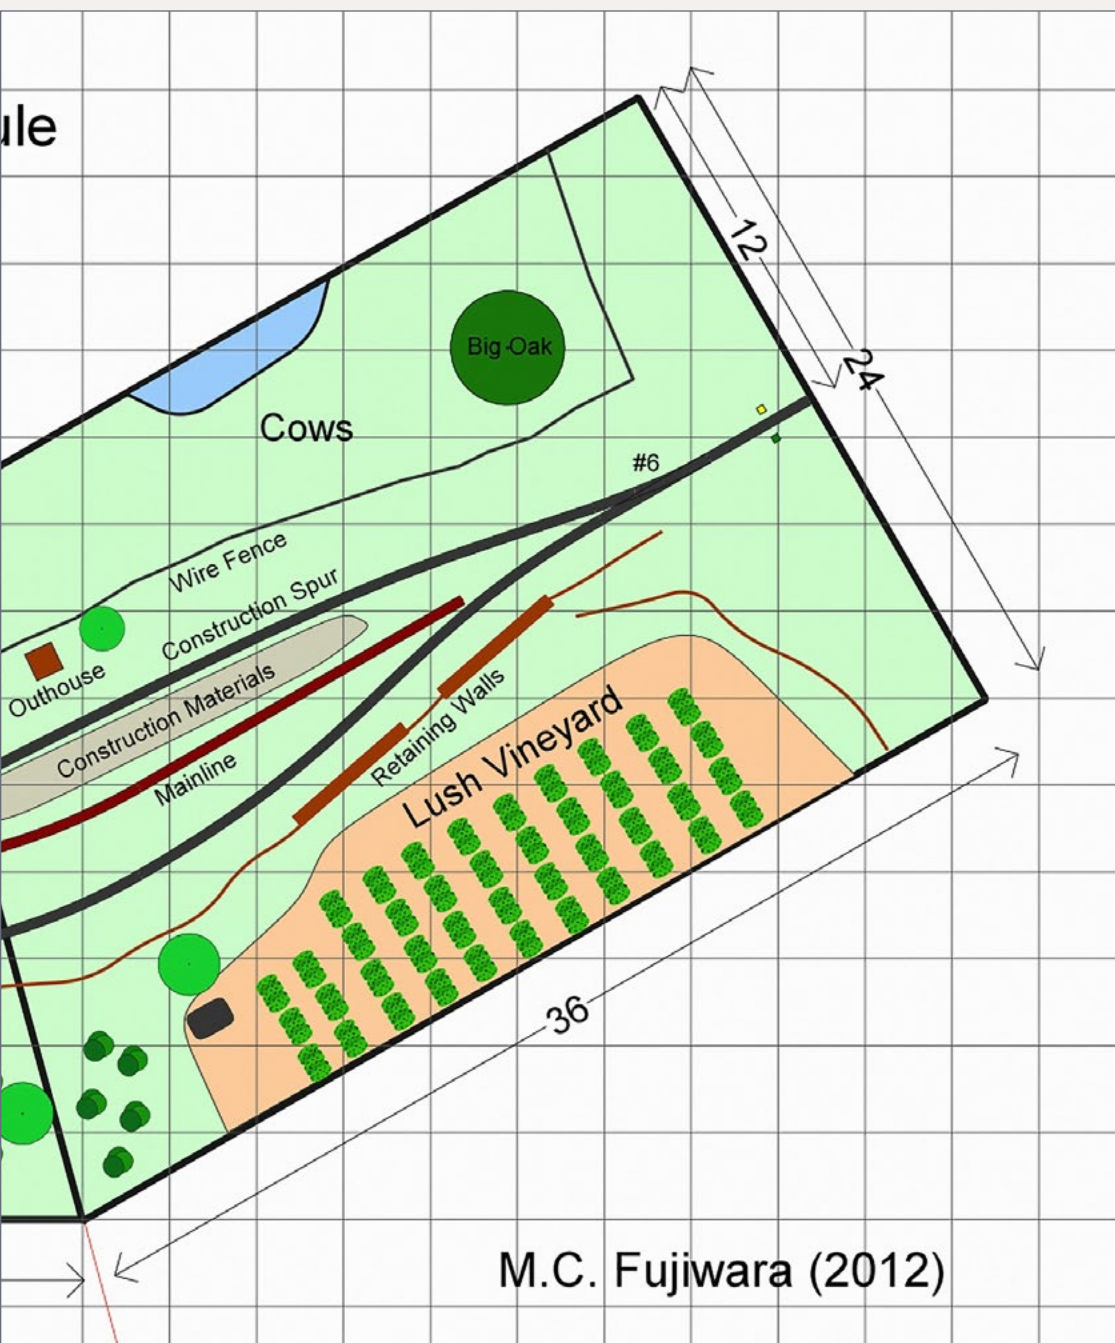 ule
12
24
Big Oak
Cows
#6
Wire Fence
Construction Spur
Outhouse
Construction Materials
Mainline
Retaining Walls
Lush Vineyard
36
M.C. Fujiwara (2012)